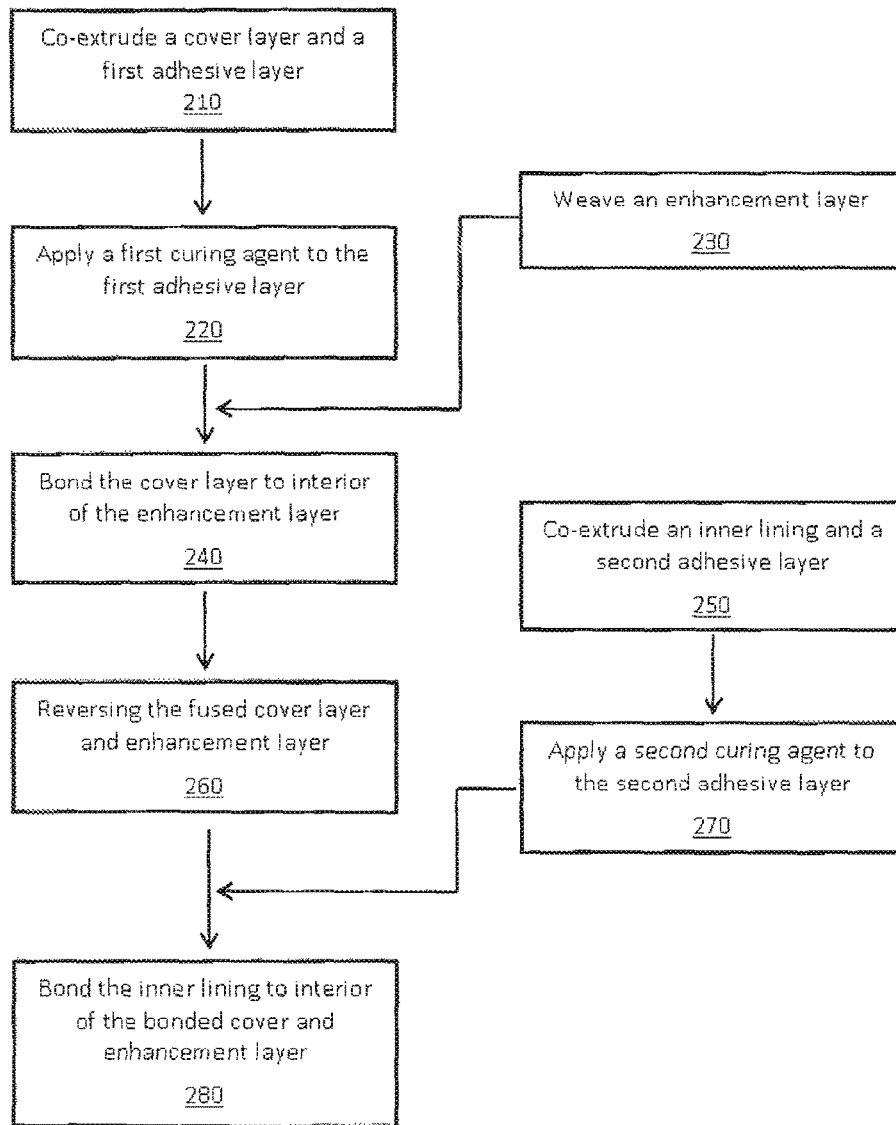 Co-extrude a cover layer and a
first adhesive layer
210
Weave an enhancement layer
230
Apply a first curing agent to the
first adhesive layer
220
Bond the cover layer to interior
of the enhancement layer
240
Co-extrude an inner lining and a
second adhesive layer
250
Reversing the fused cover layer
and enhancement layer
260
Apply a second curing agent to
the second adhesive layer
270
Bond the inner lining to interior
of the bonded cover and
enhancement layer
280